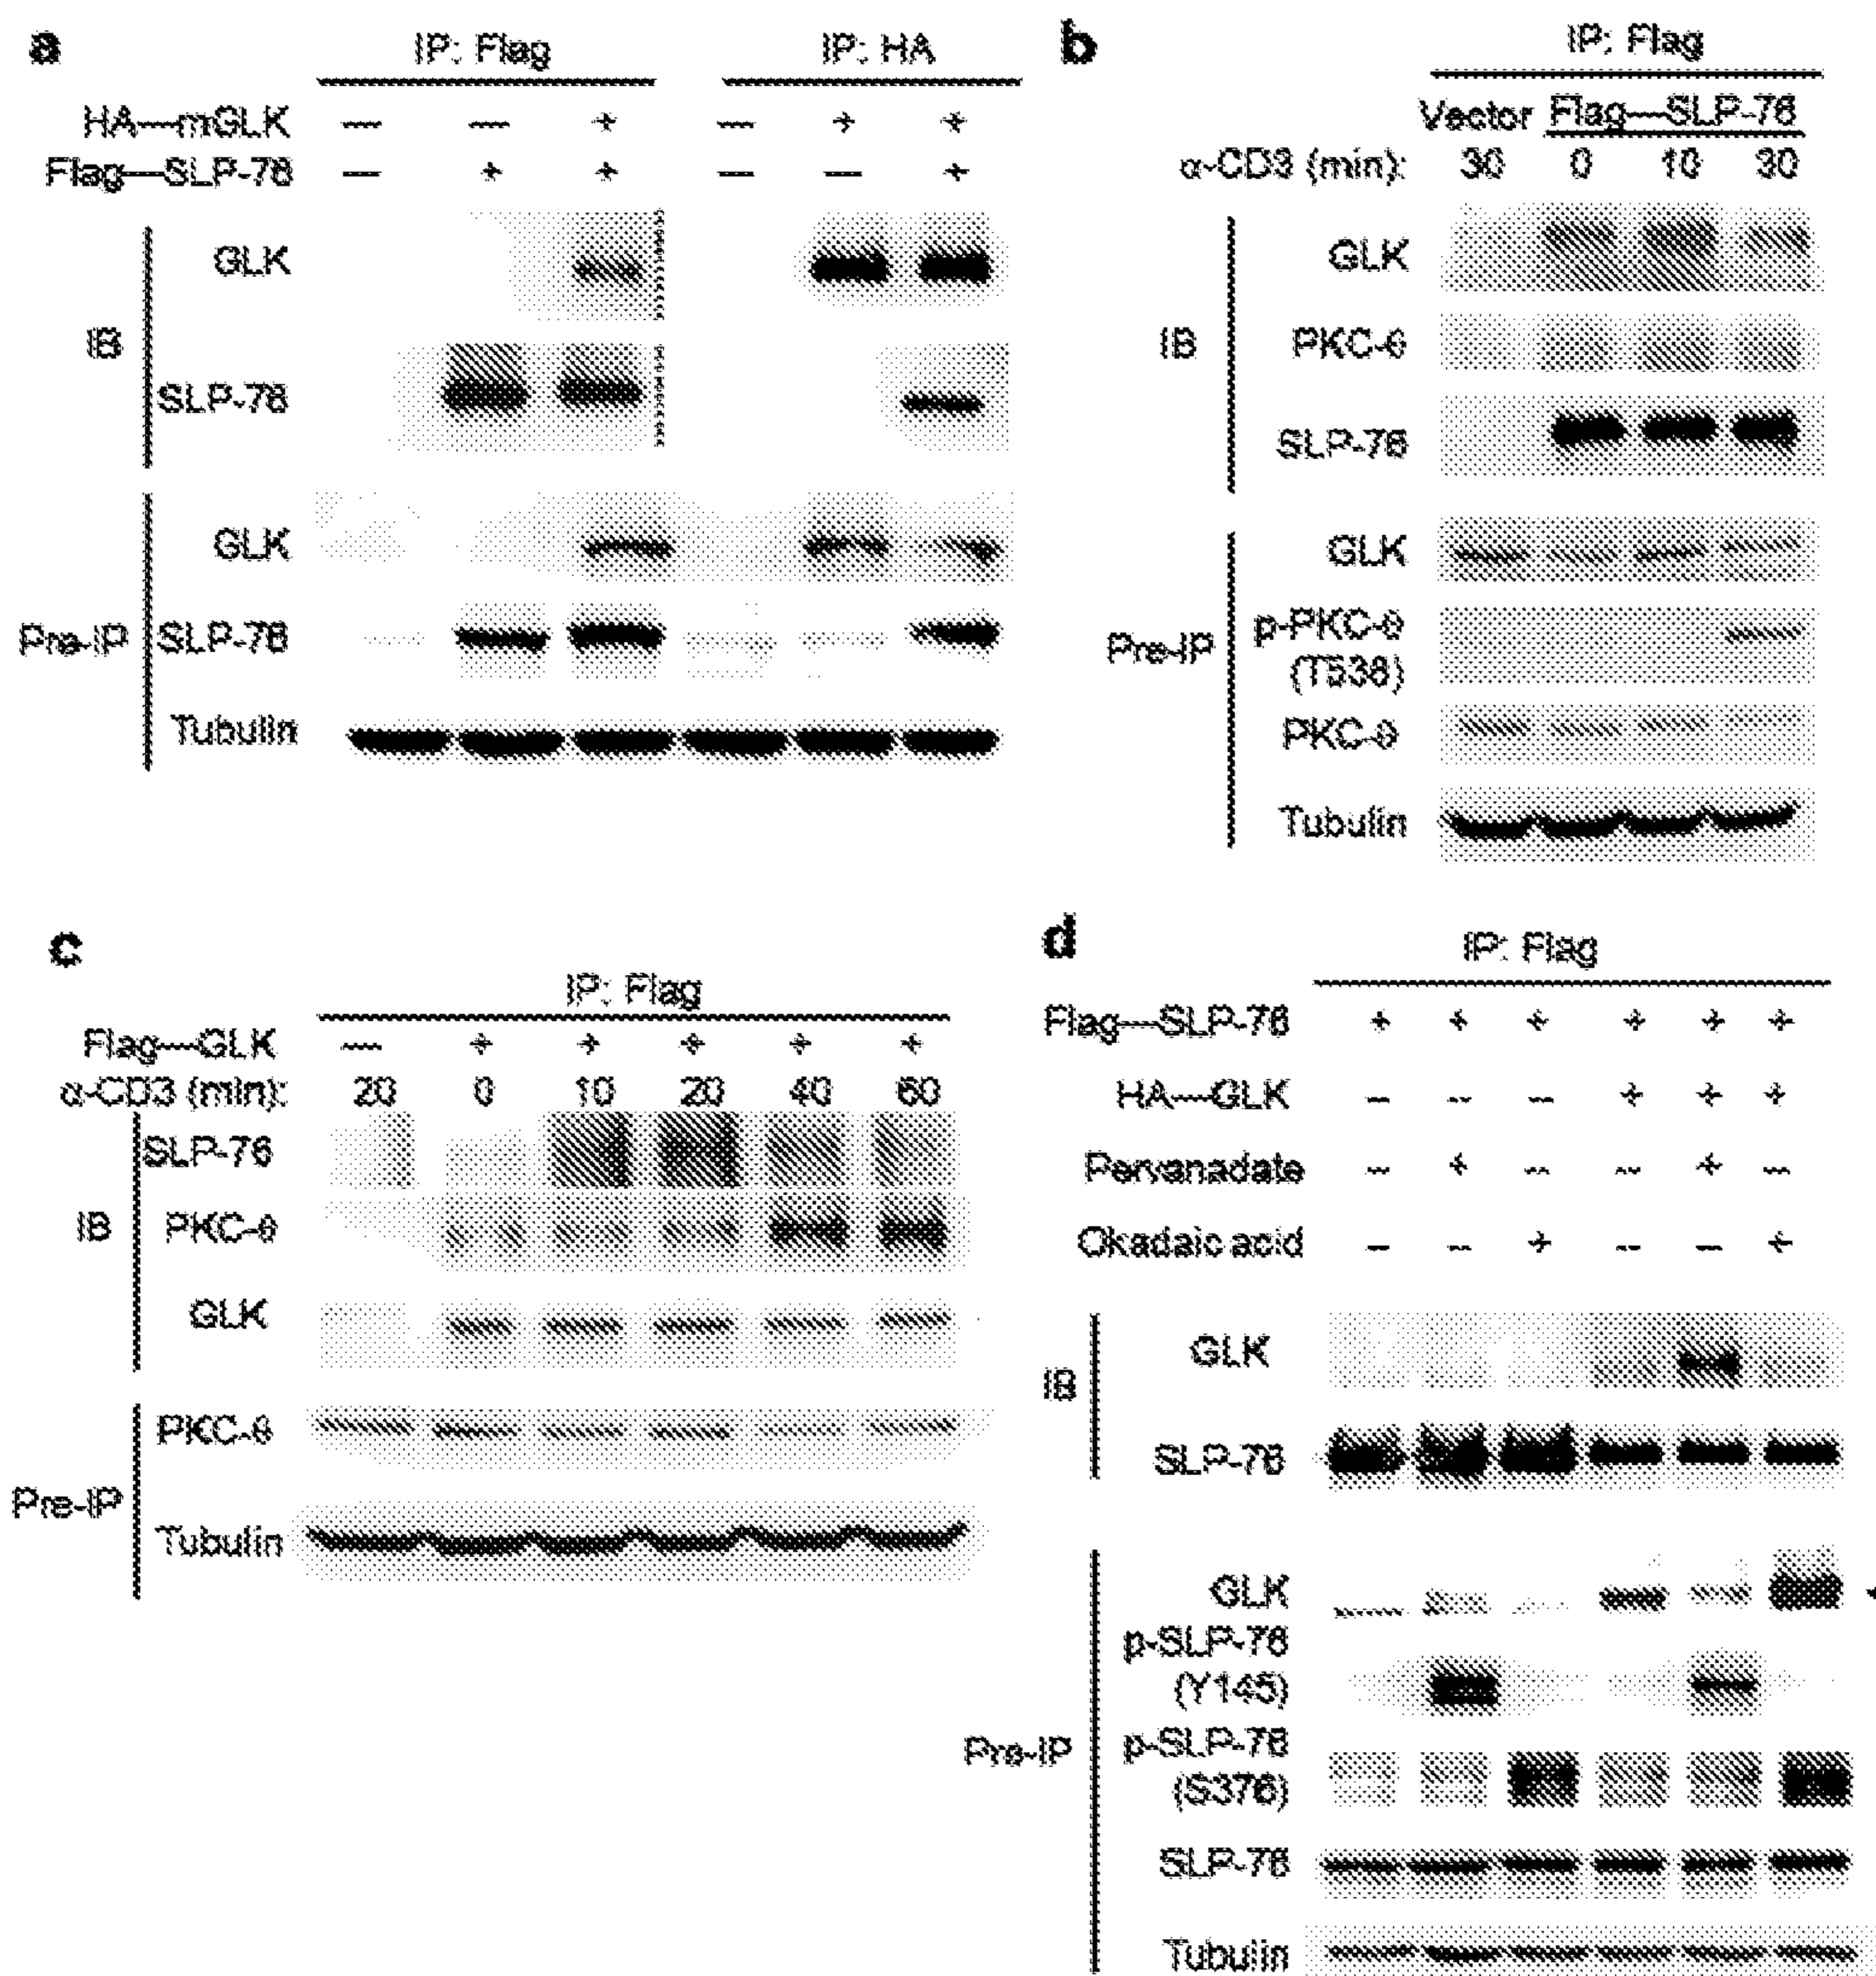 a
IP: Flag IP: HA
HA—mGLK — — + — + +
Flag—SLP-76 — + + — — +
IB
GLK
SLP-76
Pre-IP
GLK
SLP-76
Tubulin
b
IP: Flag
Vector Flag—SLP-76
α-CD3 (min): 30 0 10 30
IB
GLK
PKC-θ
SLP-76
Pre-IP
GLK
p-PKC-θ
(T538)
PKC-θ
Tubulin
c
IP: Flag
Flag—GLK — + + + + +
α-CD3 (min): 20 0 10 20 40 60
IB
SLP-76
PKC-θ
GLK
Pre-IP
PKC-θ
Tubulin
d
IP: Flag
Flag—SLP-76 + + + + + +
HA—GLK – – – + + +
Pervanadate – + – – + –
Okadaic acid – – + – – +
IB
GLK
SLP-76
Pre-IP
GLK
p-SLP-76
(Y145)
p-SLP-76
(S376)
SLP-76
Tubulin